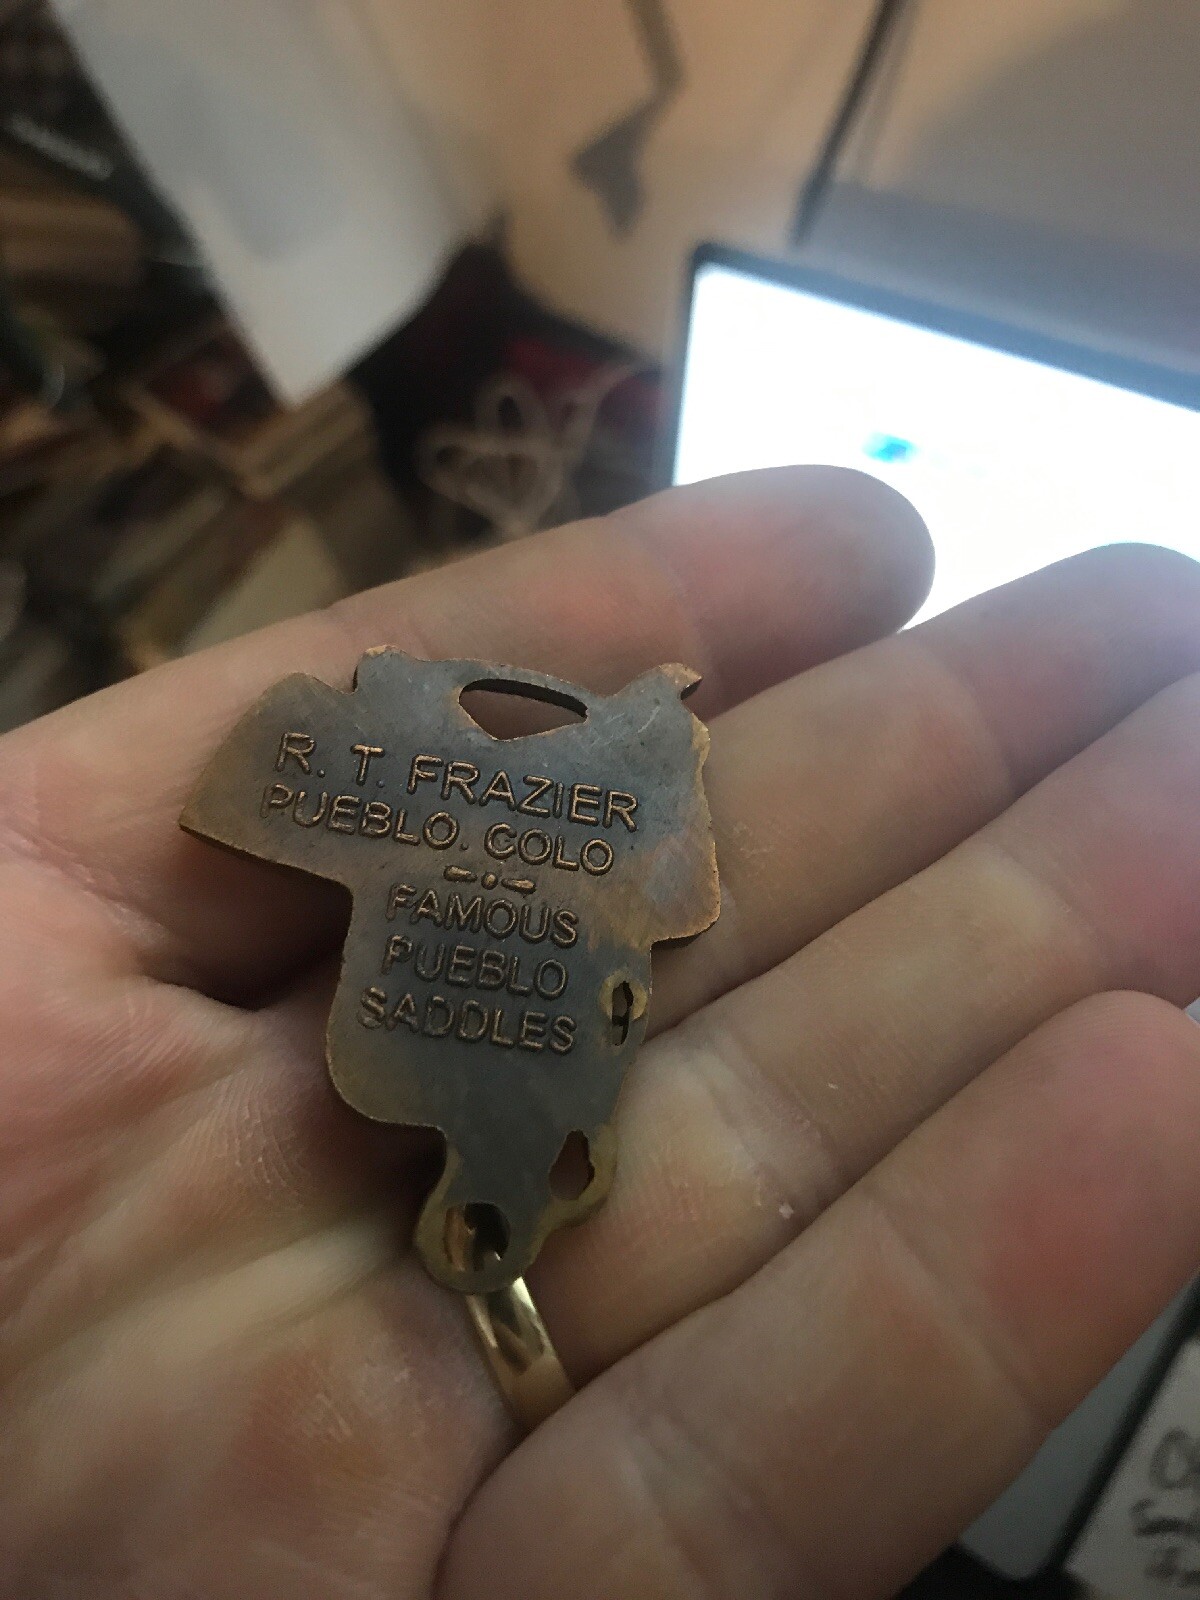 R. T. FRAZIER
PUEBLO. COLO
FAMOUS
PUEBLO
SADDLES